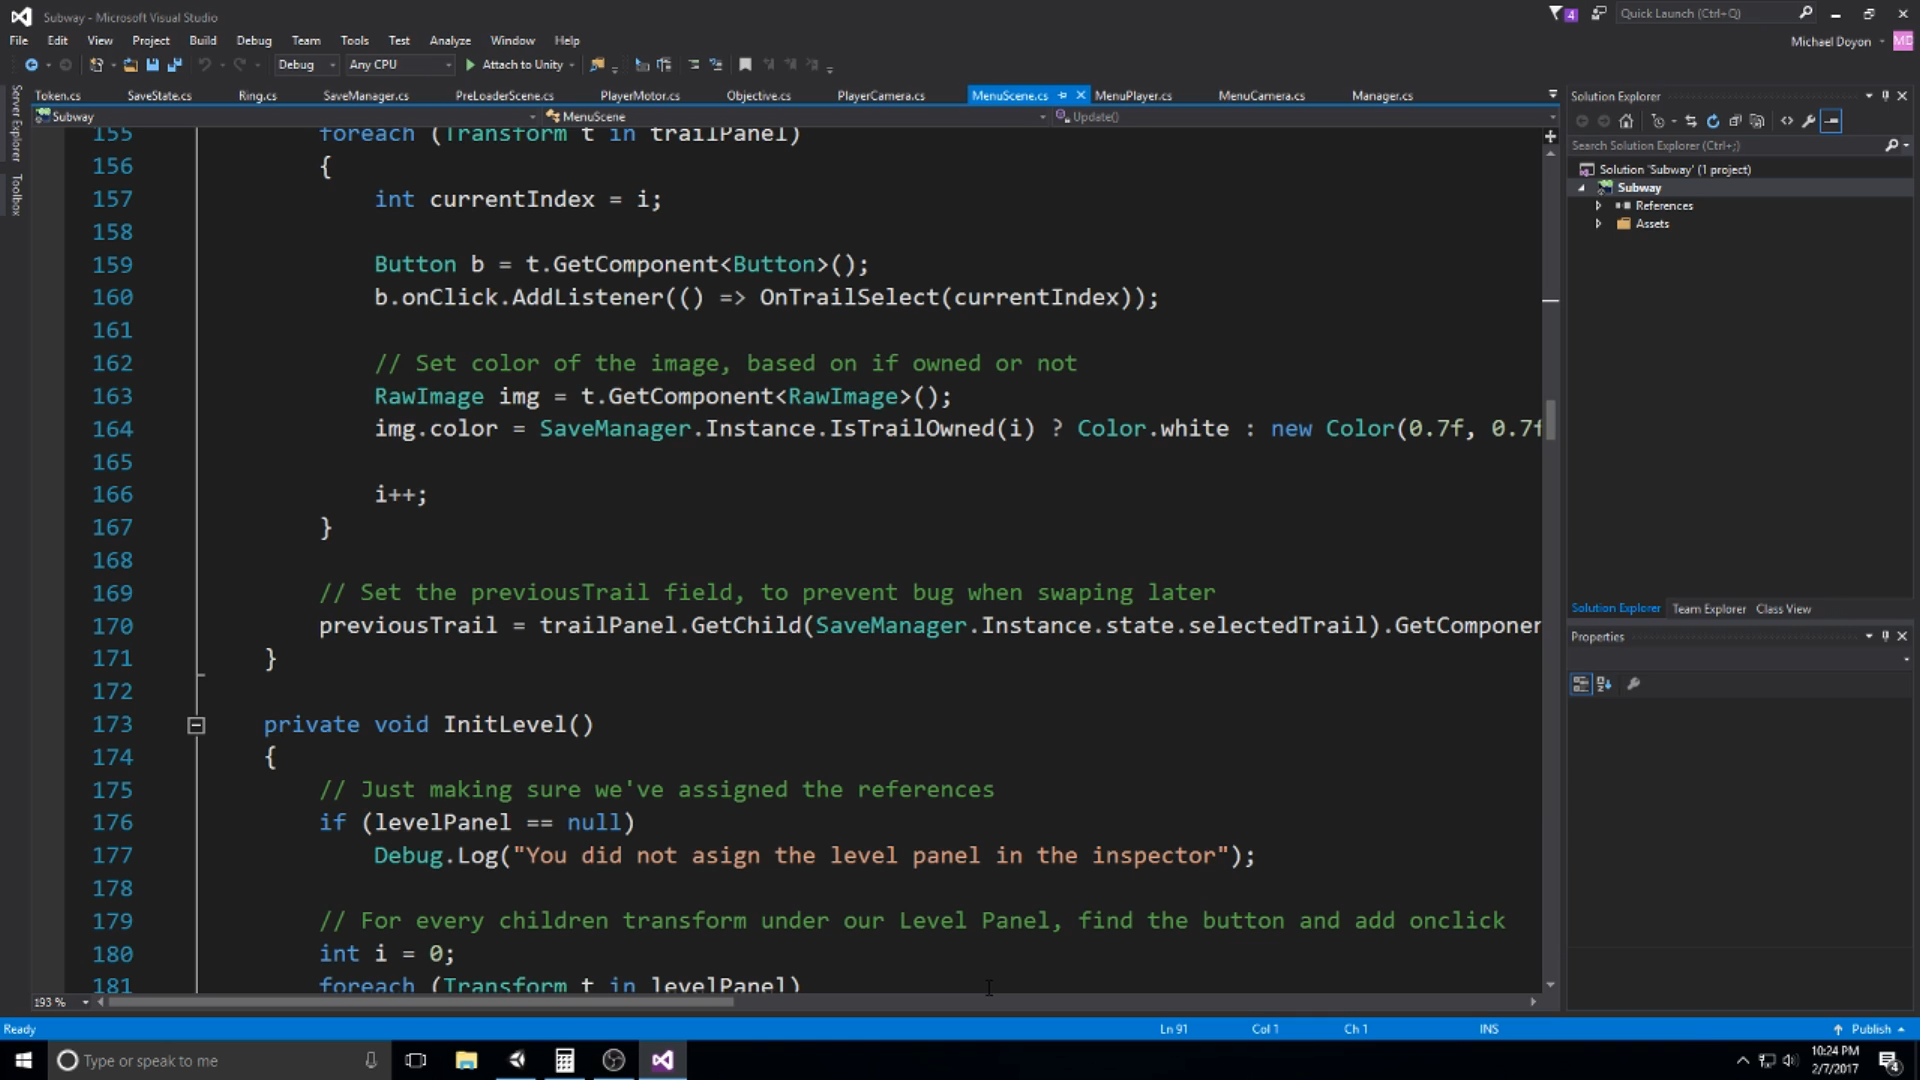 Subway - Microsoft Visual Studio
4
Quick Launch (Ctrl+Q)
File Edit View Project Build Debug Team Tools Test Analyze Window Help
Michael Doyon MD
Debug Any CPU Attach to Unity
Server Explorer
Toolbox
Token.cs SaveState.cs Ring.cs SaveManager.cs PreLoaderScene.cs PlayerMotor.cs Objective.cs PlayerCamera.cs MenuScene.cs MenuPlayer.cs MenuCamera.cs Manager.cs
Subway MenuScene Update()
155 foreach (Transform t in trailPanel)
156 {
157 int currentIndex = i;
158
159 Button b = t.GetComponent<Button>();
160 b.onClick.AddListener(() => OnTrailSelect(currentIndex));
161
162 // Set color of the image, based on if owned or not
163 RawImage img = t.GetComponent<RawImage>();
164 img.color = SaveManager.Instance.IsTrailOwned(i) ? Color.white : new Color(0.7f, 0.7f
165
166 i++;
167 }
168
169 // Set the previousTrail field, to prevent bug when swaping later
170 previousTrail = trailPanel.GetChild(SaveManager.Instance.state.selectedTrail).GetComponen
171 }
172
173 private void InitLevel()
174 {
175 // Just making sure we've assigned the references
176 if (levelPanel == null)
177 Debug.Log("You did not asign the level panel in the inspector");
178
179 // For every children transform under our Level Panel, find the button and add onclick
180 int i = 0;
181 foreach (Transform t in levelPanel)
193 %
Solution Explorer
Search Solution Explorer (Ctrl+;)
Solution 'Subway' (1 project)
Subway
References
Assets
Solution Explorer Team Explorer Class View
Properties
Ready Ln 91 Col 1 Ch 1 INS Publish
Type or speak to me
10:24 PM
2/7/2017
4